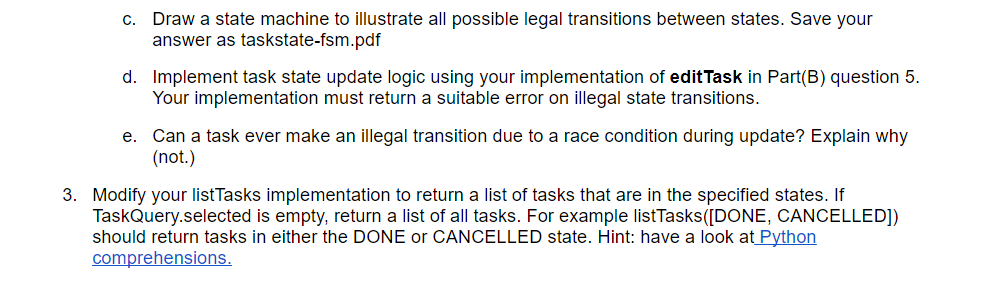 c. Draw a state machine to illustrate all possible legal transitions between states. Save your
answer as taskstate-fsm.pdf
d. Implement task state update logic using your implementation of editTask in Part(B) question 5.
Your implementation must return a suitable error on illegal state transitions.
e. Can a task ever make an illegal transition due to a race condition during update? Explain why
(not.)
3. Modify your listTasks implementation to return a list of tasks that are in the specified states. If
TaskQuery.selected is empty, return a list of all tasks. For example listTasks([DONE, CANCELLED])
should return tasks in either the DONE or CANCELLED state. Hint: have a look at Python
comprehensions.